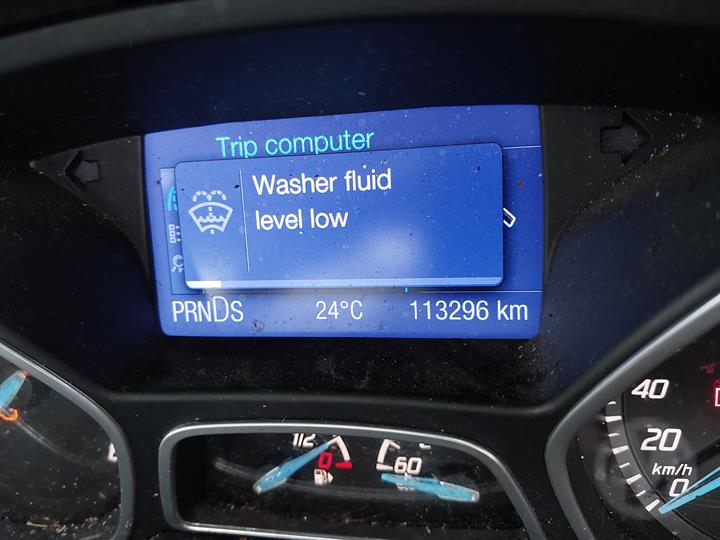 Trip computer
Washer fluid
level low
PRNDS 24°C 113296 km
1/2
0
60
40
20
km/h
0